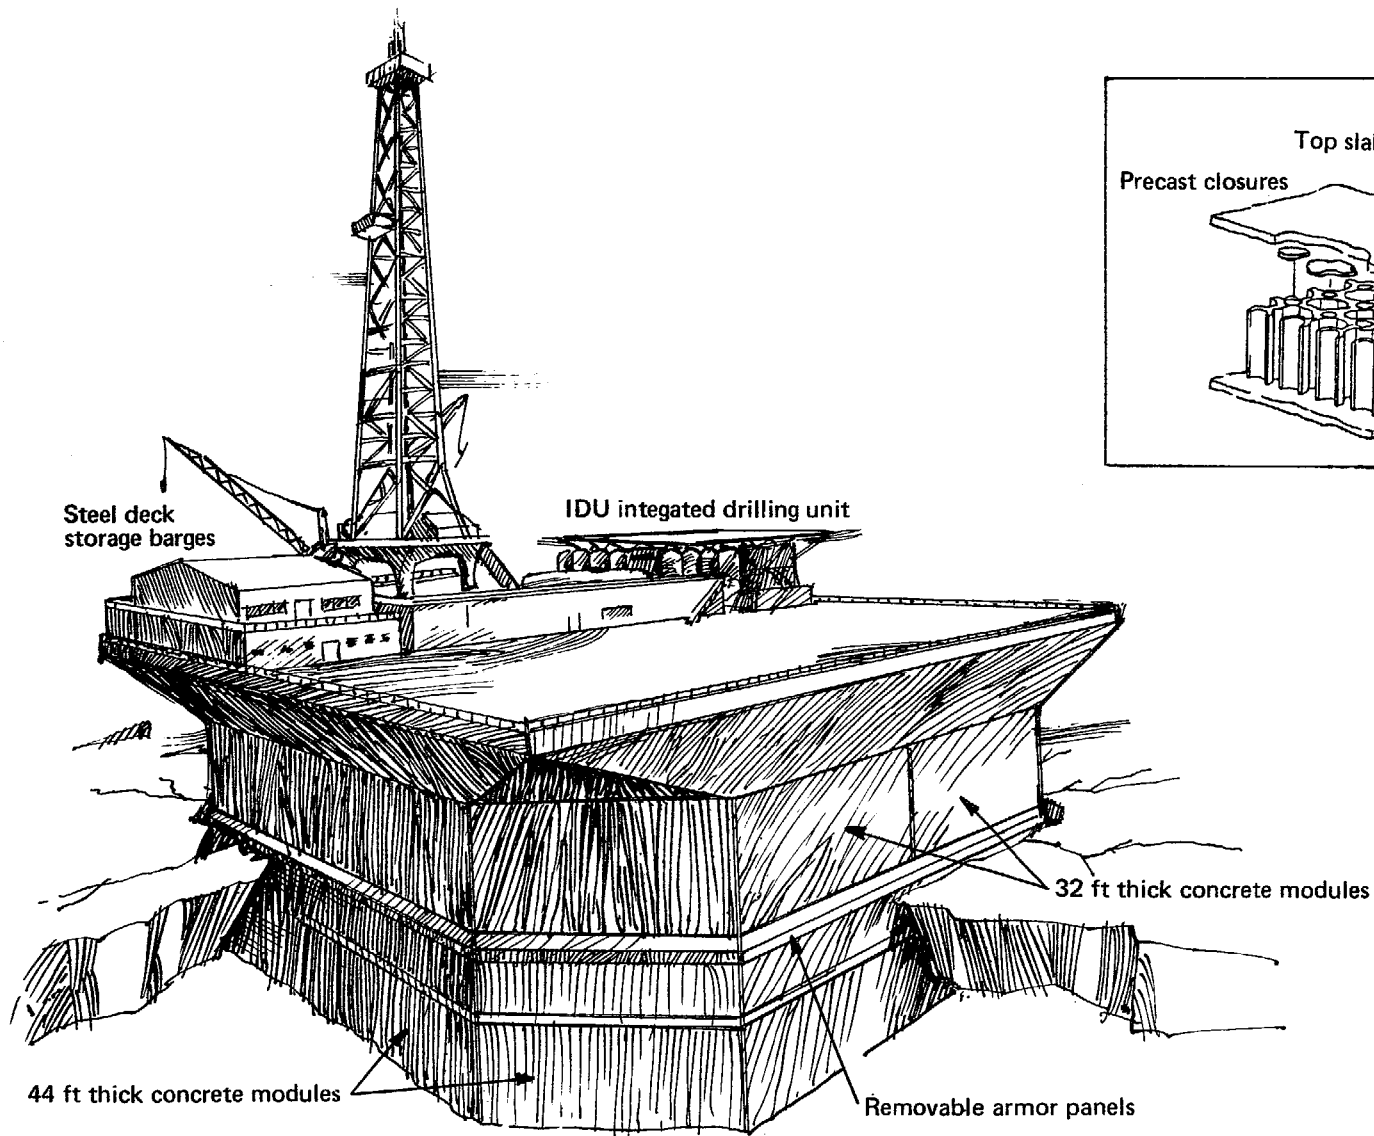 Top sla
Precast closures
Steel deck
storage barges
IDU integated drilling unit
32 ft thick concrete modules
44 ft thick concrete modules
Removable armor panels